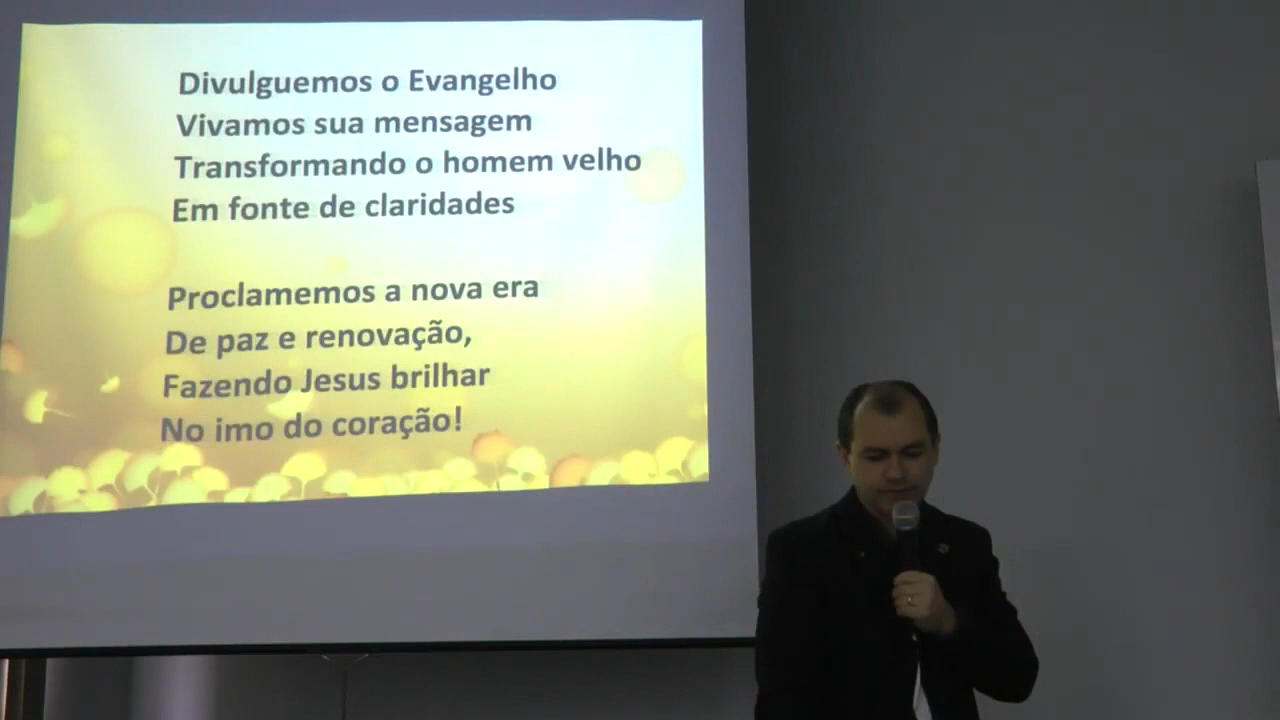 Divulguemos o Evangelho
Vivamos sua mensagem
Transformando o homem velho
Em fonte de claridades
Proclamemos a nova era
De paz e renovação,
Fazendo Jesus brilhar
No imo do coração!